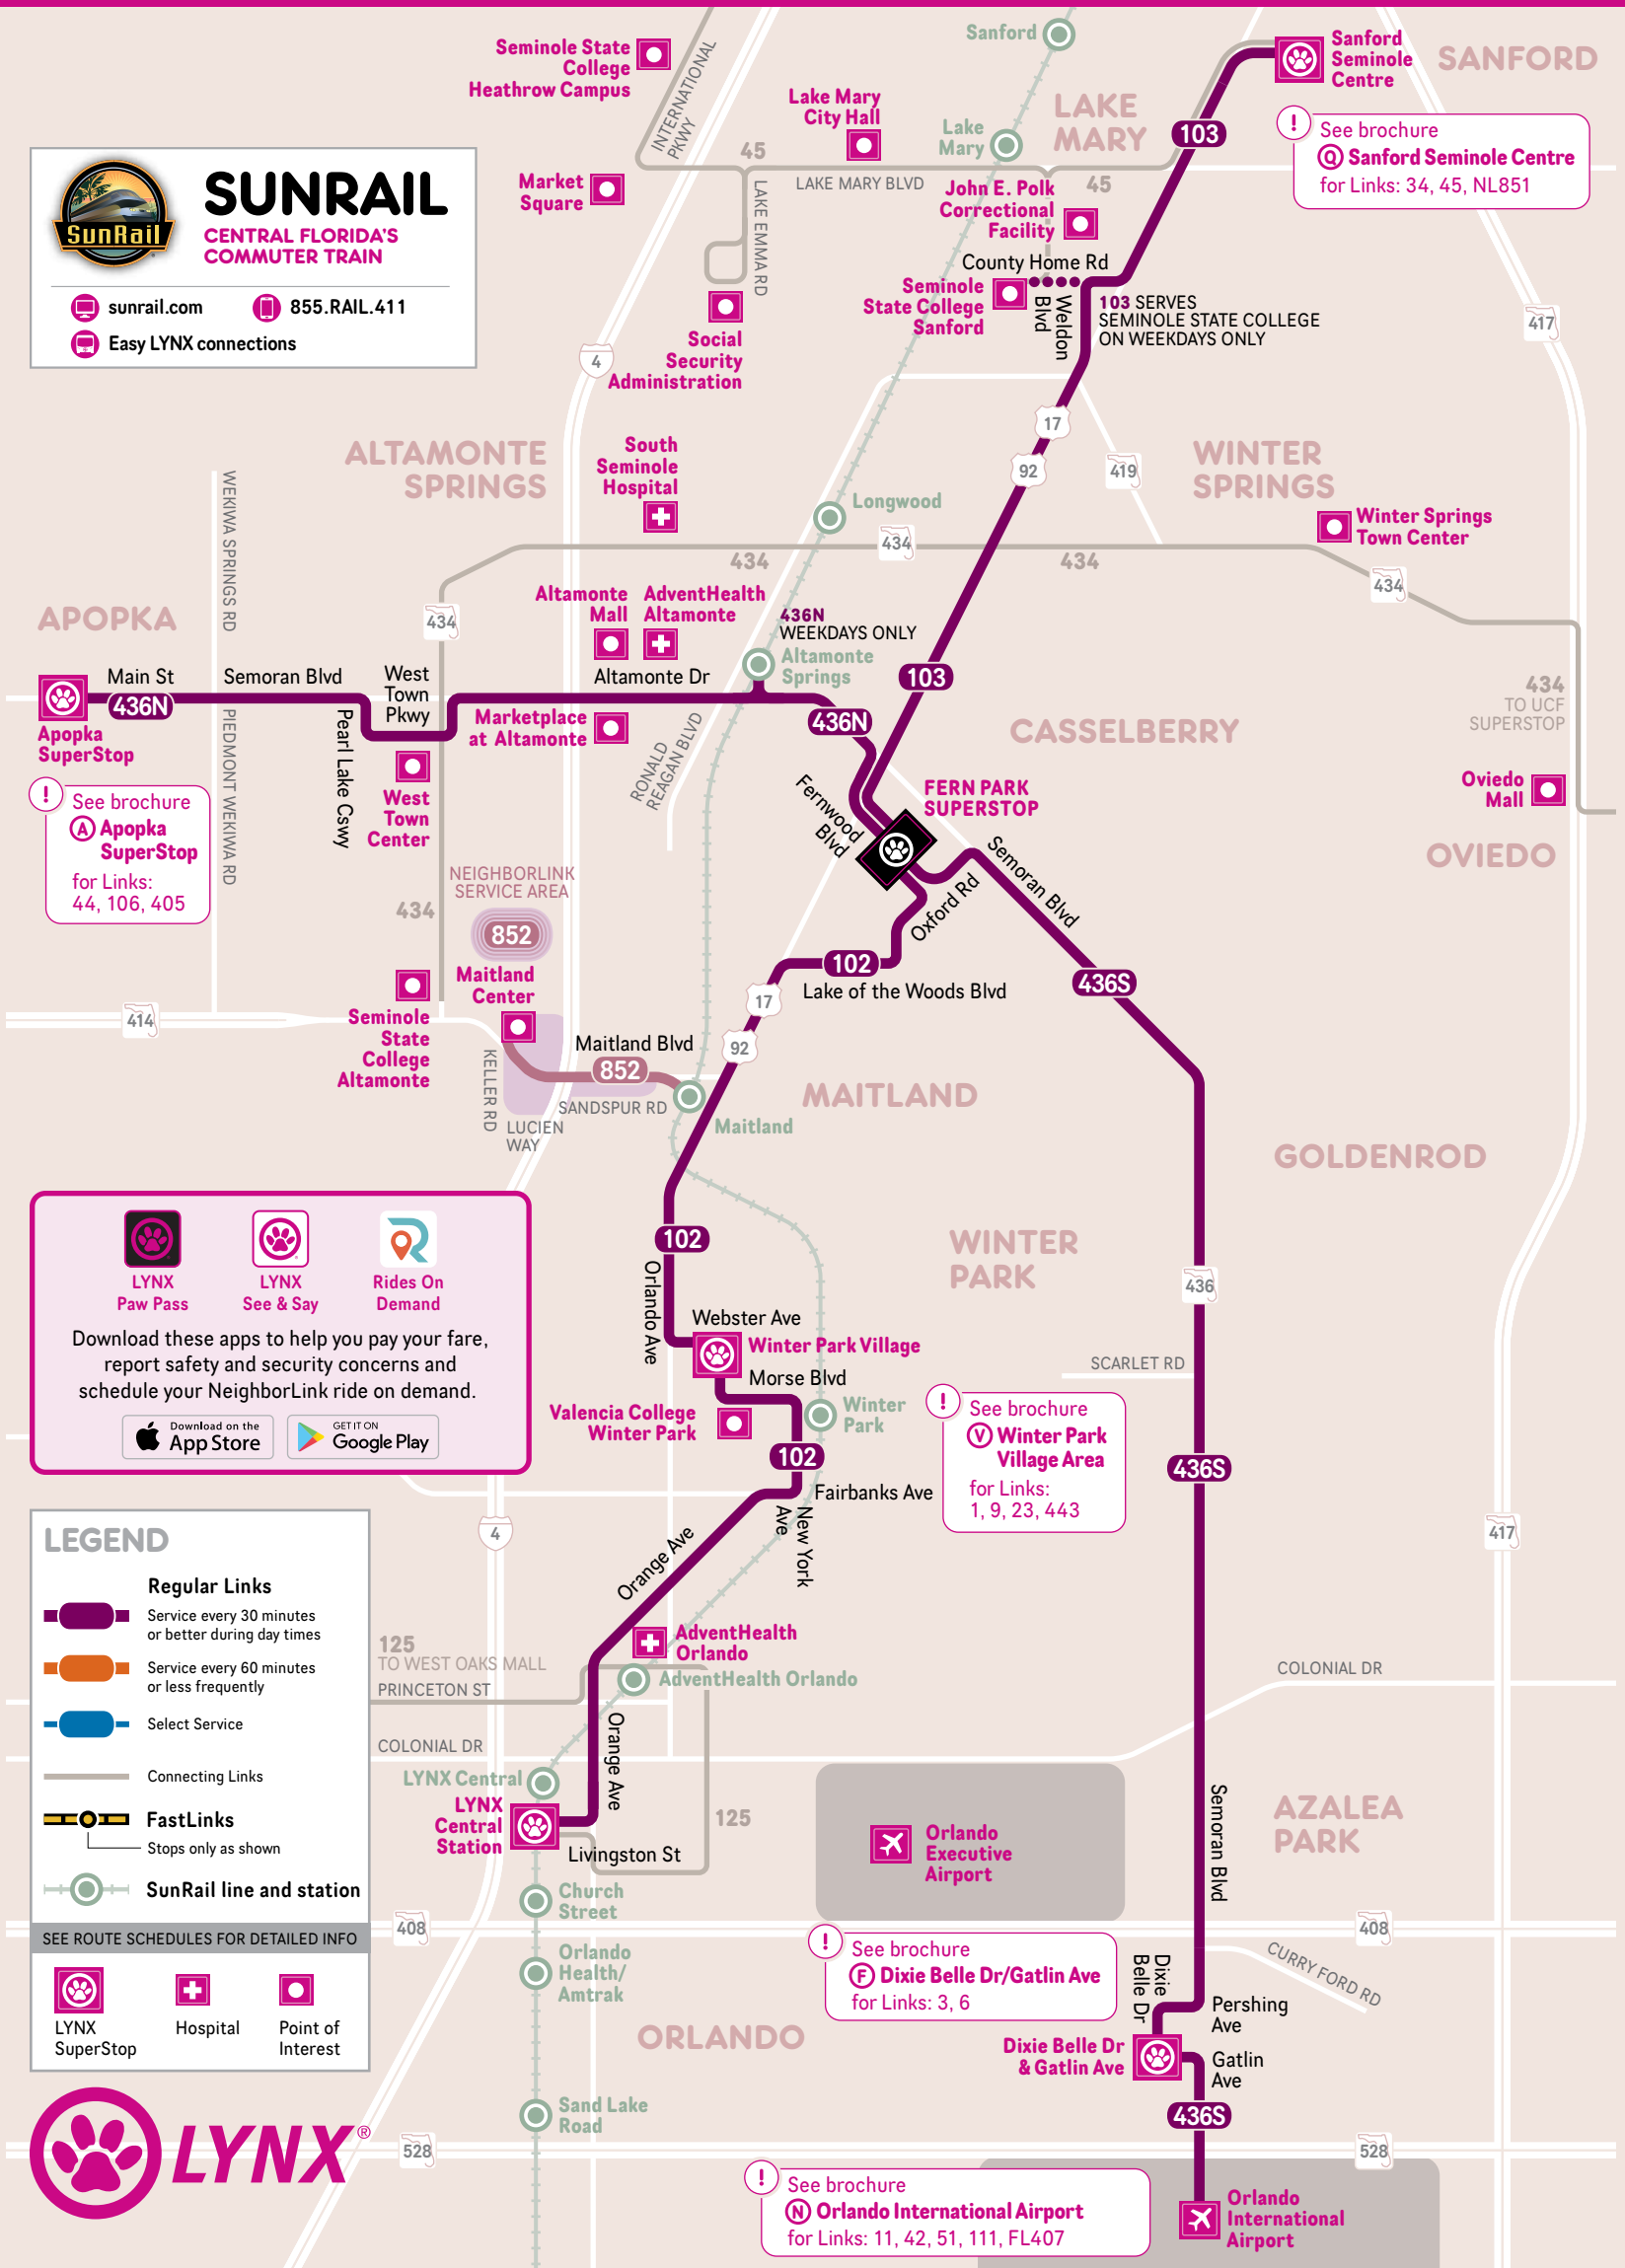 Sanford
Seminole State
College
Heathrow Campus
INTERNATIONAL
PKWY
Lake Mary
City Hall
Lake
Mary
LAKE
MARY
103
Sanford
Seminole
Centre
SANFORD
!
See brochure
Q Sanford Seminole Centre
for Links: 34, 45, NL851
SunRail
SUNRAIL
CENTRAL FLORIDA'S
COMMUTER TRAIN
sunrail.com
855.RAIL.411
Easy LYNX connections
Market
Square
45
LAKE MARY BLVD
LAKE EMMA RD
45
John E. Polk
Correctional
Facility
County Home Rd
Seminole
State College
Sanford
Weldon
Blvd
103 SERVES
SEMINOLE STATE COLLEGE
ON WEEKDAYS ONLY
Social
Security
Administration
4
417
17
92
419
ALTAMONTE
SPRINGS
South
Seminole
Hospital
WINTER
SPRINGS
Longwood
Winter Springs
Town Center
434
434
434
434
434
WEKIWA SPRINGS RD
APOPKA
Altamonte
Mall
AdventHealth
Altamonte
436N
WEEKDAYS ONLY
Altamonte
Springs
Main St
436N
Semoran Blvd
West
Town
Pkwy
Altamonte Dr
103
436N
Apopka
SuperStop
Pearl Lake Cswy
PIEDMONT WEKIWA RD
Marketplace
at Altamonte
RONALD
REAGAN BLVD
CASSELBERRY
434
TO UCF
SUPERSTOP
!
See brochure
A Apopka
SuperStop
for Links:
44, 106, 405
West
Town
Center
Fernwood
Blvd
FERN PARK
SUPERSTOP
Oviedo
Mall
OVIEDO
Semoran Blvd
Oxford Rd
434
NEIGHBORLINK
SERVICE AREA
852
102
Lake of the Woods Blvd
436S
Maitland
Center
Seminole
State
College
Altamonte
414
17
92
Maitland Blvd
852
KELLER RD
SANDSPUR RD
LUCIEN
WAY
Maitland
MAITLAND
GOLDENROD
LYNX
Paw Pass
LYNX
See & Say
Rides On
Demand
Download these apps to help you pay your fare,
report safety and security concerns and
schedule your NeighborLink ride on demand.
Download on the
App Store
GET IT ON
Google Play
102
Orlando Ave
WINTER
PARK
436
Webster Ave
Winter Park Village
Morse Blvd
SCARLET RD
Valencia College
Winter Park
Winter
Park
!
See brochure
V Winter Park
Village Area
for Links:
1, 9, 23, 443
102
436S
Fairbanks Ave
New York
Ave
Orange Ave
4
417
LEGEND
Regular Links
Service every 30 minutes
or better during day times
Service every 60 minutes
or less frequently
Select Service
Connecting Links
FastLinks
Stops only as shown
SunRail line and station
SEE ROUTE SCHEDULES FOR DETAILED INFO
LYNX
SuperStop
Hospital
Point of
Interest
LYNX®
125
TO WEST OAKS MALL
PRINCETON ST
AdventHealth
Orlando
AdventHealth Orlando
COLONIAL DR
COLONIAL DR
Orange Ave
LYNX Central
LYNX
Central
Station
Livingston St
125
Orlando
Executive
Airport
AZALEA
PARK
Semoran Blvd
Church
Street
408
408
Orlando
Health/
Amtrak
!
See brochure
F Dixie Belle Dr/Gatlin Ave
for Links: 3, 6
CURRY FORD RD
Dixie
Belle Dr
Pershing
Ave
ORLANDO
Dixie Belle Dr
& Gatlin Ave
Gatlin
Ave
436S
Sand Lake
Road
528
528
!
See brochure
N Orlando International Airport
for Links: 11, 42, 51, 111, FL407
Orlando
International
Airport